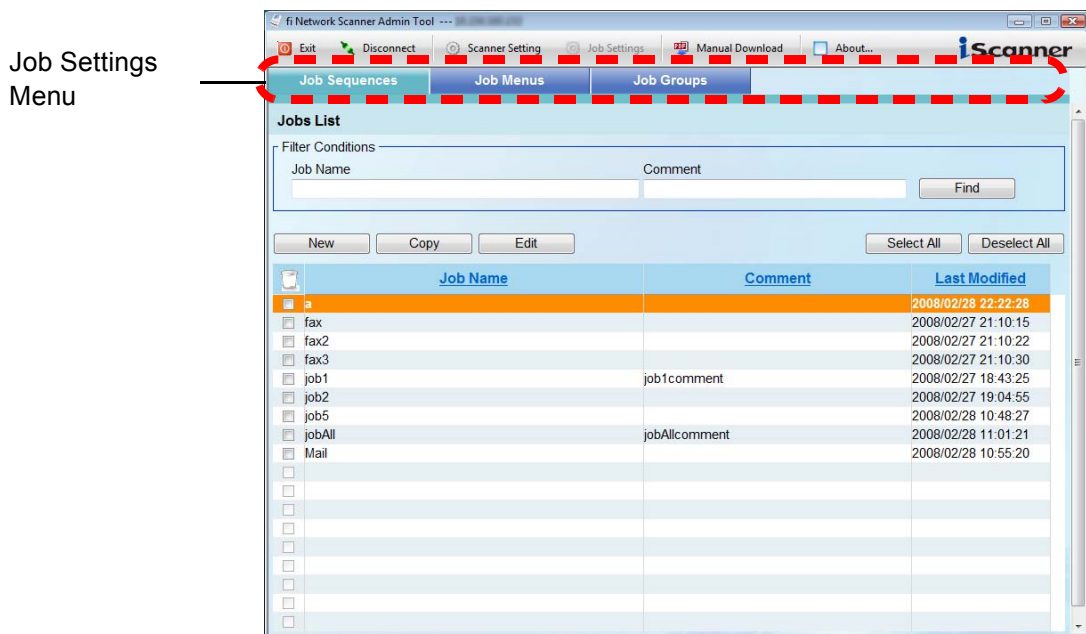 Job Settings
Menu
fi Network Scanner Admin Tool ---
Exit Disconnect Scanner Setting Job Settings Manual Download About... iScanner
Job Sequences Job Menus Job Groups
Jobs List
Filter Conditions
Job Name Comment
Find
New Copy Edit Select All Deselect All
Job Name Comment Last Modified
a 2008/02/28 22:22:28
fax 2008/02/27 21:10:15
fax2 2008/02/27 21:10:22
fax3 2008/02/27 21:10:30
job1 job1comment 2008/02/27 18:43:25
job2 2008/02/27 19:04:55
job5 2008/02/28 10:48:27
jobAll jobAllcomment 2008/02/28 11:01:21
Mail 2008/02/28 10:55:20